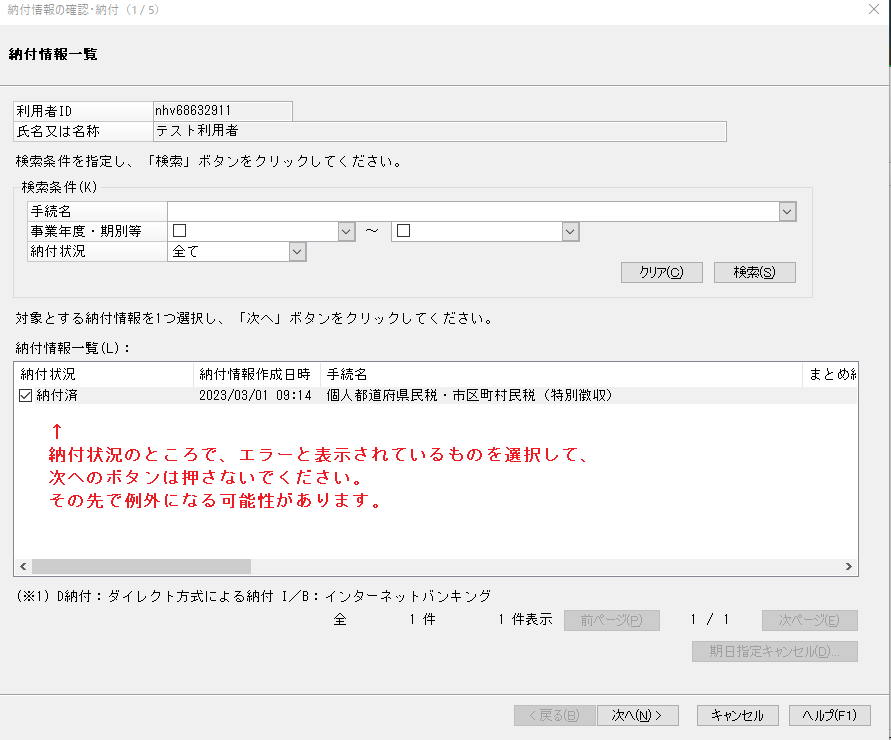 納付情報の確認・納付（1/5）
納付情報一覧
利用者ID nhv68632911
氏名又は名称 テスト利用者
検索条件を指定し、「検索」ボタンをクリックしてください。
検索条件(K)
手続名
事業年度・期別等 ～
納付状況 全て
クリア(C) 検索(S)
対象とする納付情報を1つ選択し、「次へ」ボタンをクリックしてください。
納付情報一覧(L)：
納付状況 納付情報作成日時 手続名 まとめ納
納付済 2023/03/01 09:14 個人都道府県民税・市区町村民税（特別徴収）
↑
納付状況のところで、エラーと表示されているものを選択して、
次へのボタンは押さないでください。
その先で例外になる可能性があります。
(※1) D納付：ダイレクト方式による納付 I／B：インターネットバンキング
全 1 件 1 件表示 前ページ(P) 1 / 1 次ページ(E)
期日指定キャンセル(D)...
＜戻る(B) 次へ(N)＞ キャンセル ヘルプ(F1)